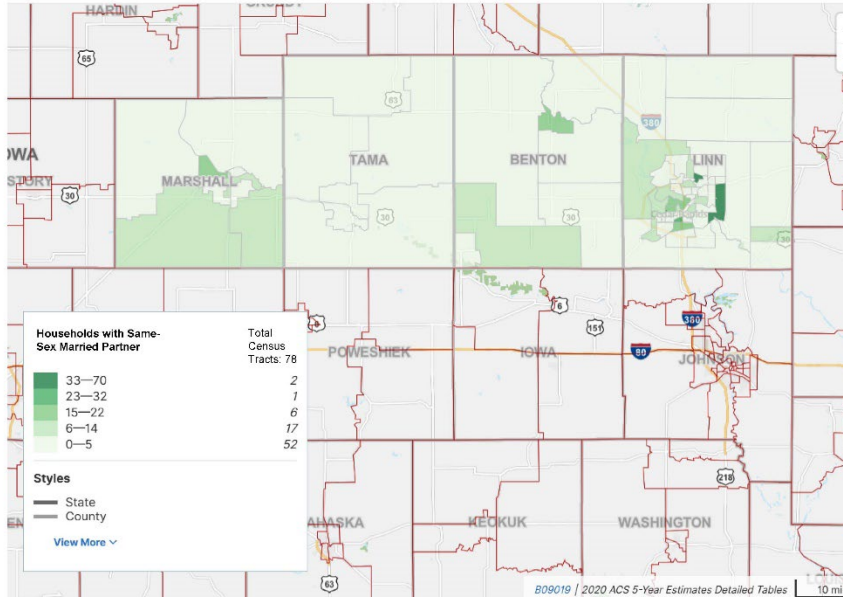 HARDIN
65
63
380
OWA
STORY
30
MARSHALL
TAMA
BENTON
LINN
30
30
30
6
151
380
80
POWESHIEK
IOWA
JOHNSON
Households with Same-
Sex Married Partner
Total
Census
Tracts: 78
33—70 2
23—32 1
15—22 6
6—14 17
0—5 52
Styles
State
County
View More
218
AHASKA
KEOKUK
WASHINGTON
63
B09019 | 2020 ACS 5-Year Estimates Detailed Tables
10 mi